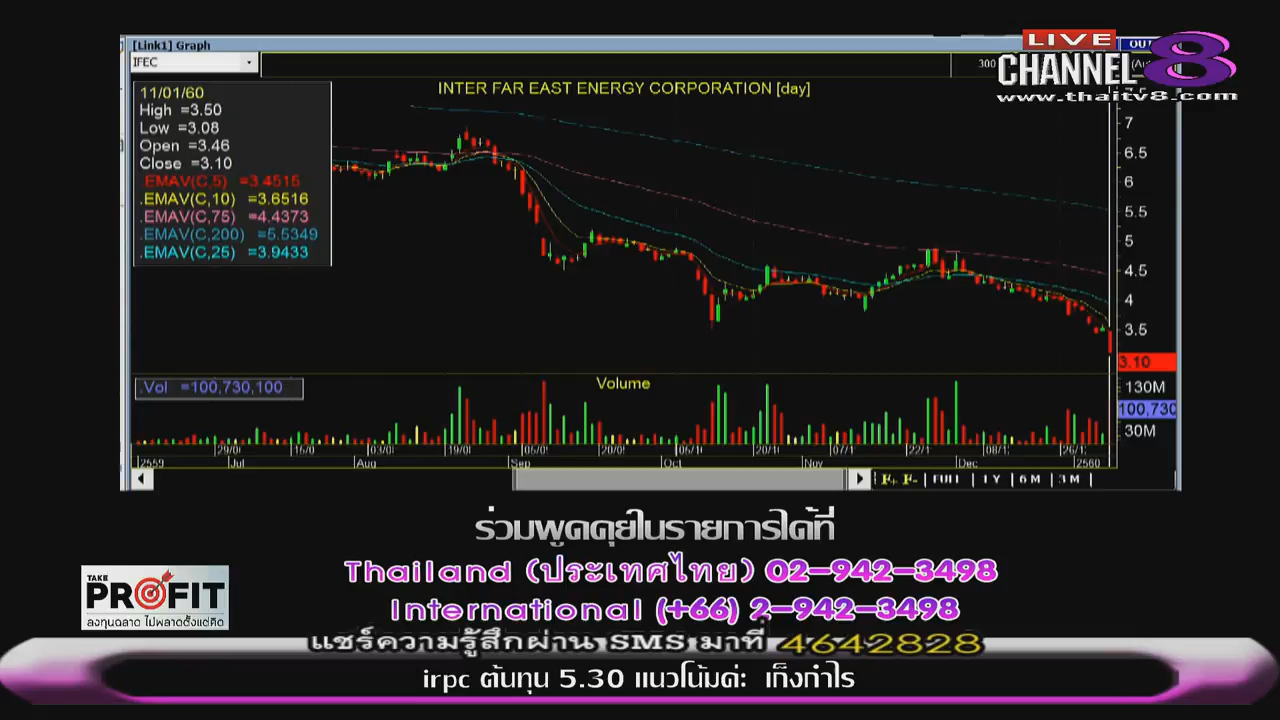 [Link1] Graph
IFEC
300
LIVE
CHANNEL 8
www.thaitv8.com
INTER FAR EAST ENERGY CORPORATION [day]
11/01/60
High =3.50
Low =3.08
Open =3.46
Close =3.10
.EMAV(C,5) =3.4515
.EMAV(C,10) =3.6516
.EMAV(C,75) =4.4373
.EMAV(C,200) =5.5349
.EMAV(C,25) =3.9433
7
6.5
6
5.5
5
4.5
4
3.5
3.10
.Vol =100,730,100
Volume
130M
100,730
30M
2559 Jul Aug Sep Oct Nov Dec 2560
F+ F- FULL 1 Y 6 M 3 M
ร่วมพูดคุยในรายการได้ที่
Thailand (ประเทศไทย) 02-942-3498
International (+66) 2-942-3498
TAKE
PROFIT
ลงทุนฉลาด ไม่พลาดตั้งแต่คิด
แชร์ความรู้สึกผ่าน SMS มาที่ 4642828
irpc ต้นทุน 5.30 แนวโน้มค่ะ เก็งกำไร